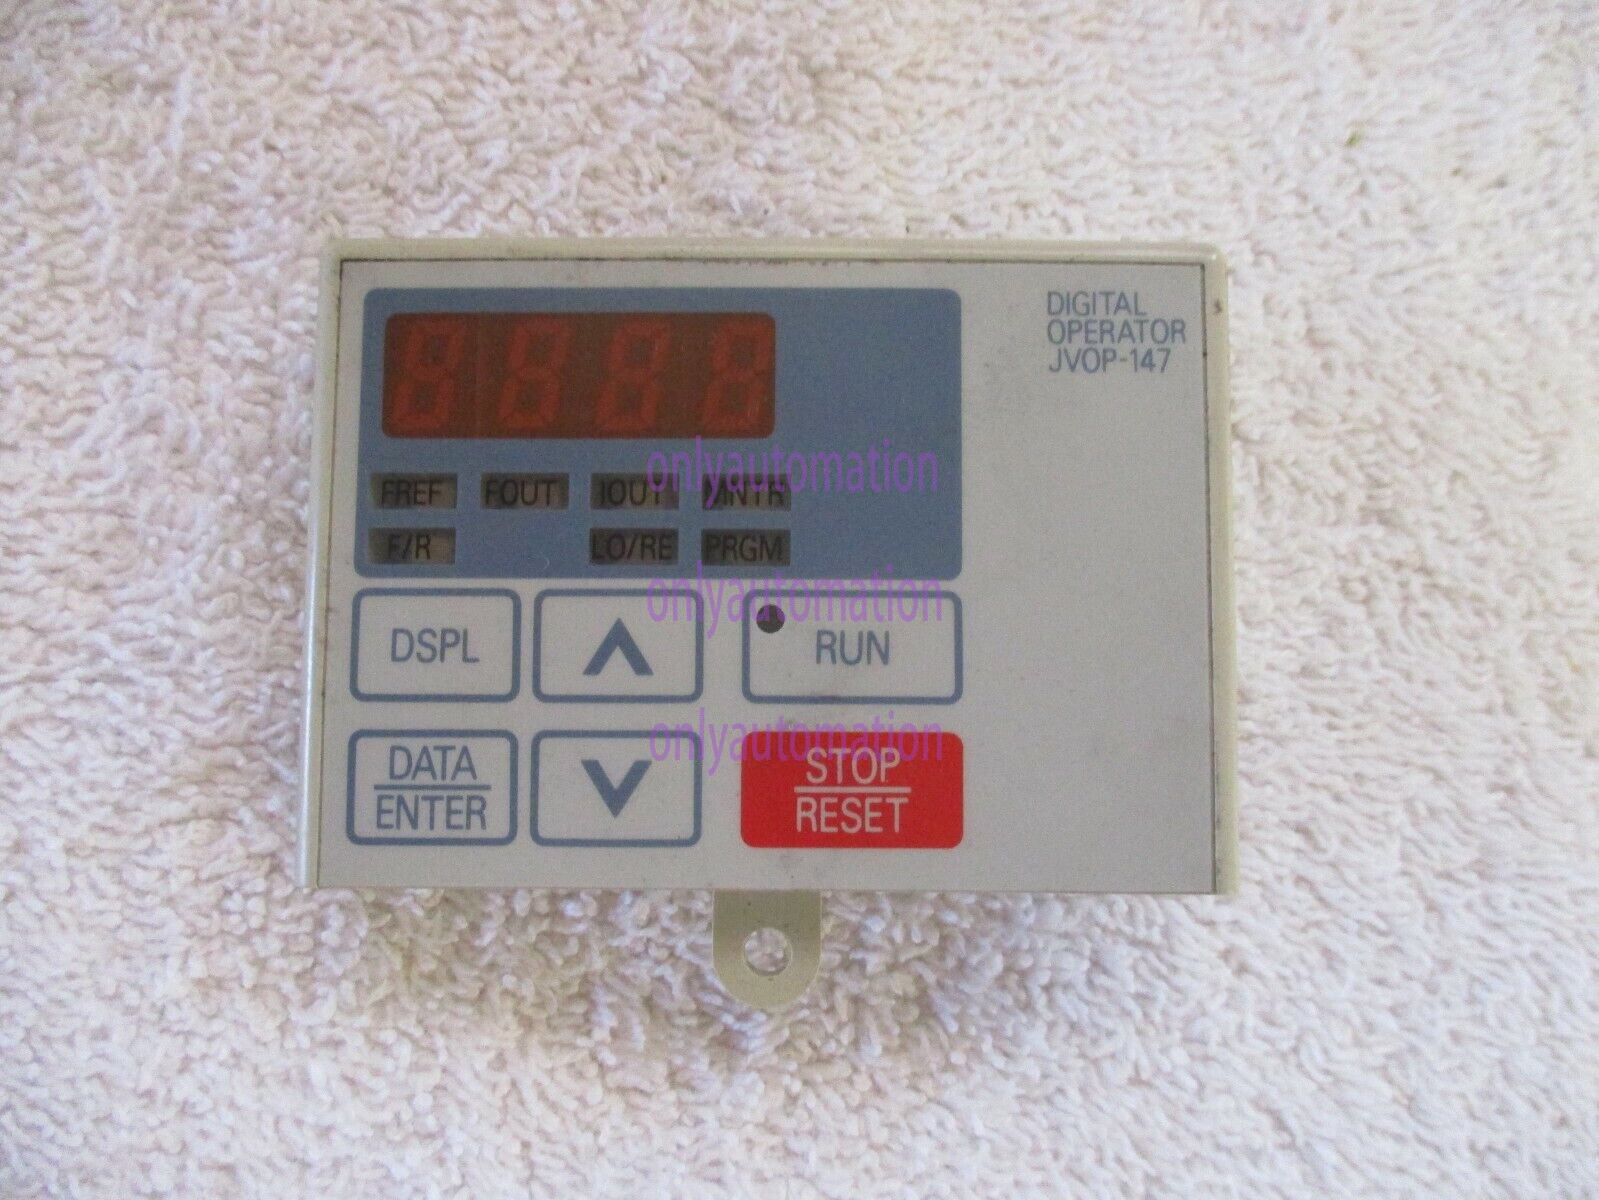 DIGITAL
OPERATOR
JVOP-147
onlyautomation
FREF FOUT IOUT MNTR
F/R LO/RE PRGM
onlyautomation
DSPL RUN
onlyautomation
DATA
ENTER
STOP
RESET